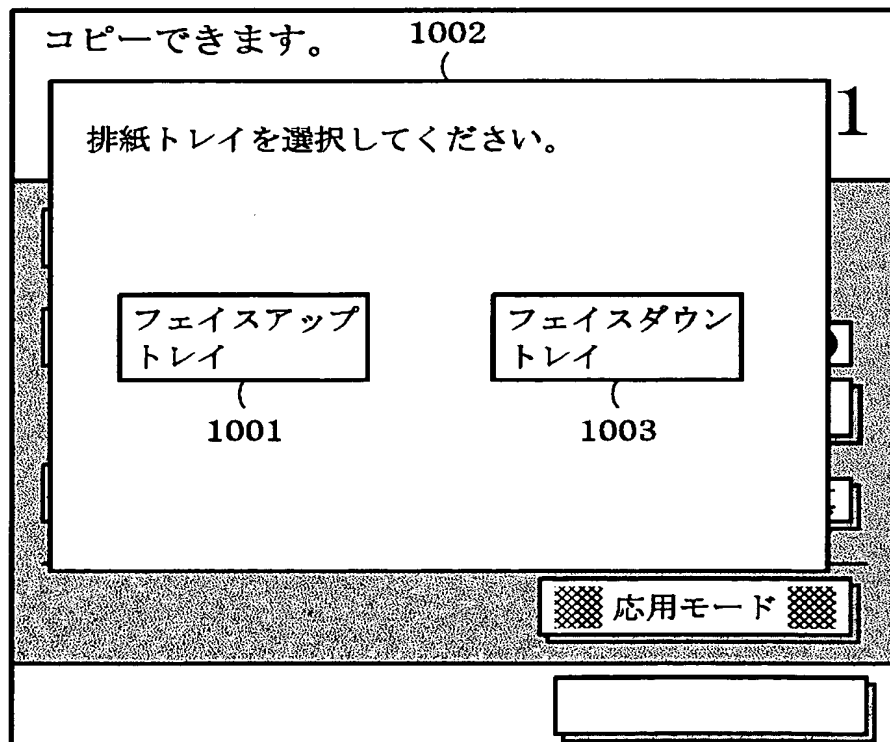 コピーできます。
1002
1
排紙トレイを選択してください。
フェイスアップ
トレイ
フェイスダウン
トレイ
1001
1003
応用モード